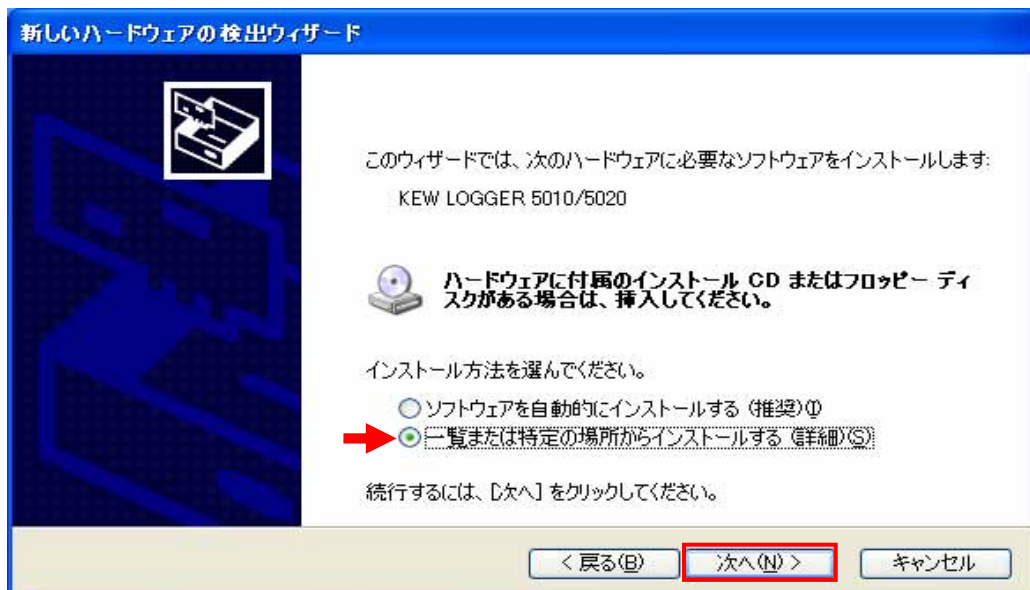 新しいハードウェアの検出ウィザード
このウィザードでは、次のハードウェアに必要なソフトウェアをインストールします:
KEW LOGGER 5010/5020
ハードウェアに付属のインストール CD またはフロッピー ディ
スクがある場合は、挿入してください。
インストール方法を選んでください。
ソフトウェアを自動的にインストールする (推奨)(I)
一覧または特定の場所からインストールする (詳細)(S)
続行するには、[次へ] をクリックしてください。
< 戻る(B)
次へ(N) >
キャンセル